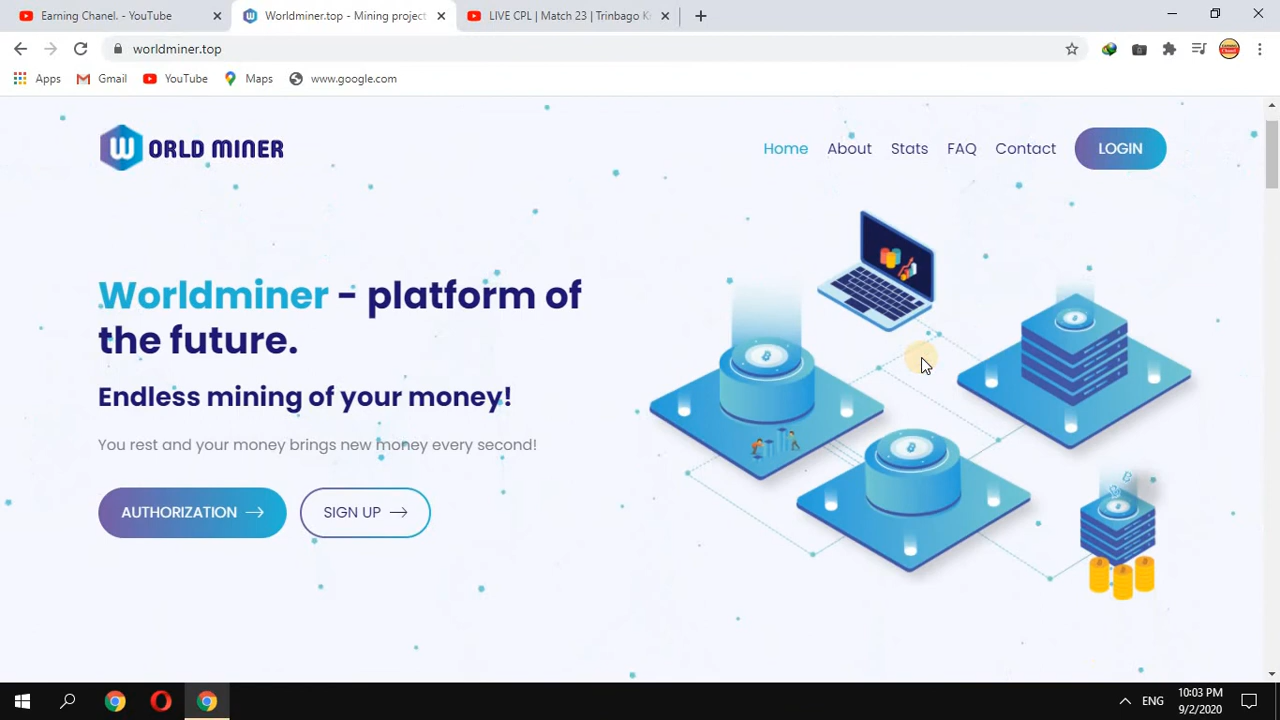 Earning Chanel. - YouTube
Worldminer.top - Mining project
LIVE CPL | Match 23 | Trinbago K
worldminer.top
Apps
Gmail
YouTube
Maps
www.google.com
W ORLD MINER
Home
About
Stats
FAQ
Contact
LOGIN
Worldminer - platform of
the future.
Endless mining of your money!
You rest and your money brings new money every second!
AUTHORIZATION
SIGN UP
ENG
10:03 PM
9/2/2020